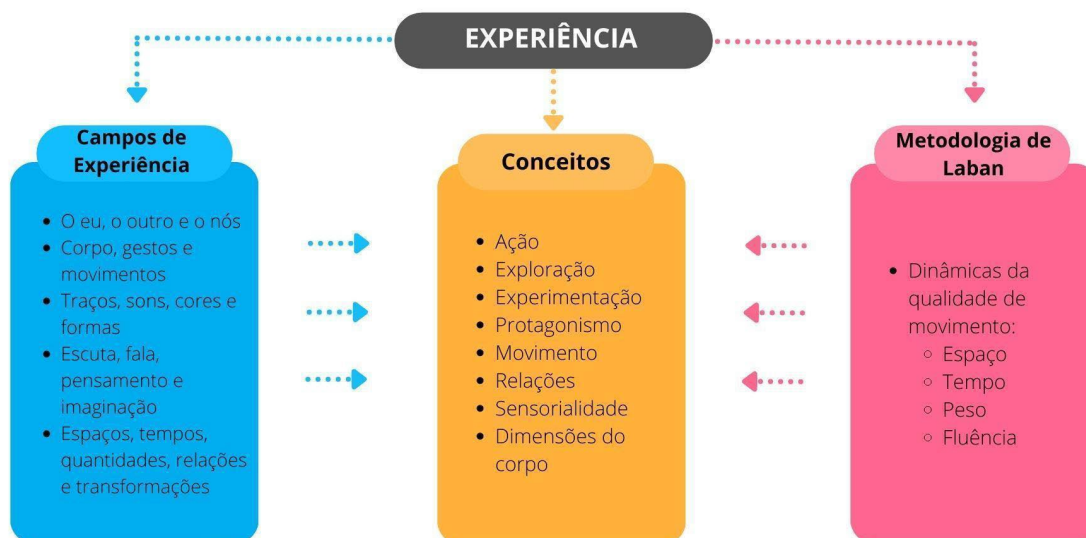 EXPERIÊNCIA
Campos de
Experiência
O eu, o outro e o nós
Corpo, gestos e
movimentos
Traços, sons, cores e
formas
Escuta, fala,
pensamento e
imaginação
Espaços, tempos,
quantidades, relações
e transformações
Conceitos
Ação
Exploração
Experimentação
Protagonismo
Movimento
Relações
Sensorialidade
Dimensões do
corpo
Metodologia de
Laban
Dinâmicas da
qualidade de
movimento:
Espaço
Tempo
Peso
Fluência